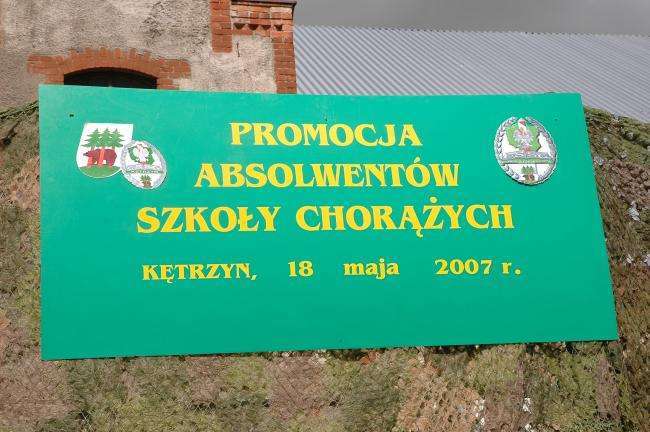 PROMOCJA
ABSOLWENTÓW
SZKOŁY CHORĄŻYCH
KĘTRZYN, 18 maja 2007 r.